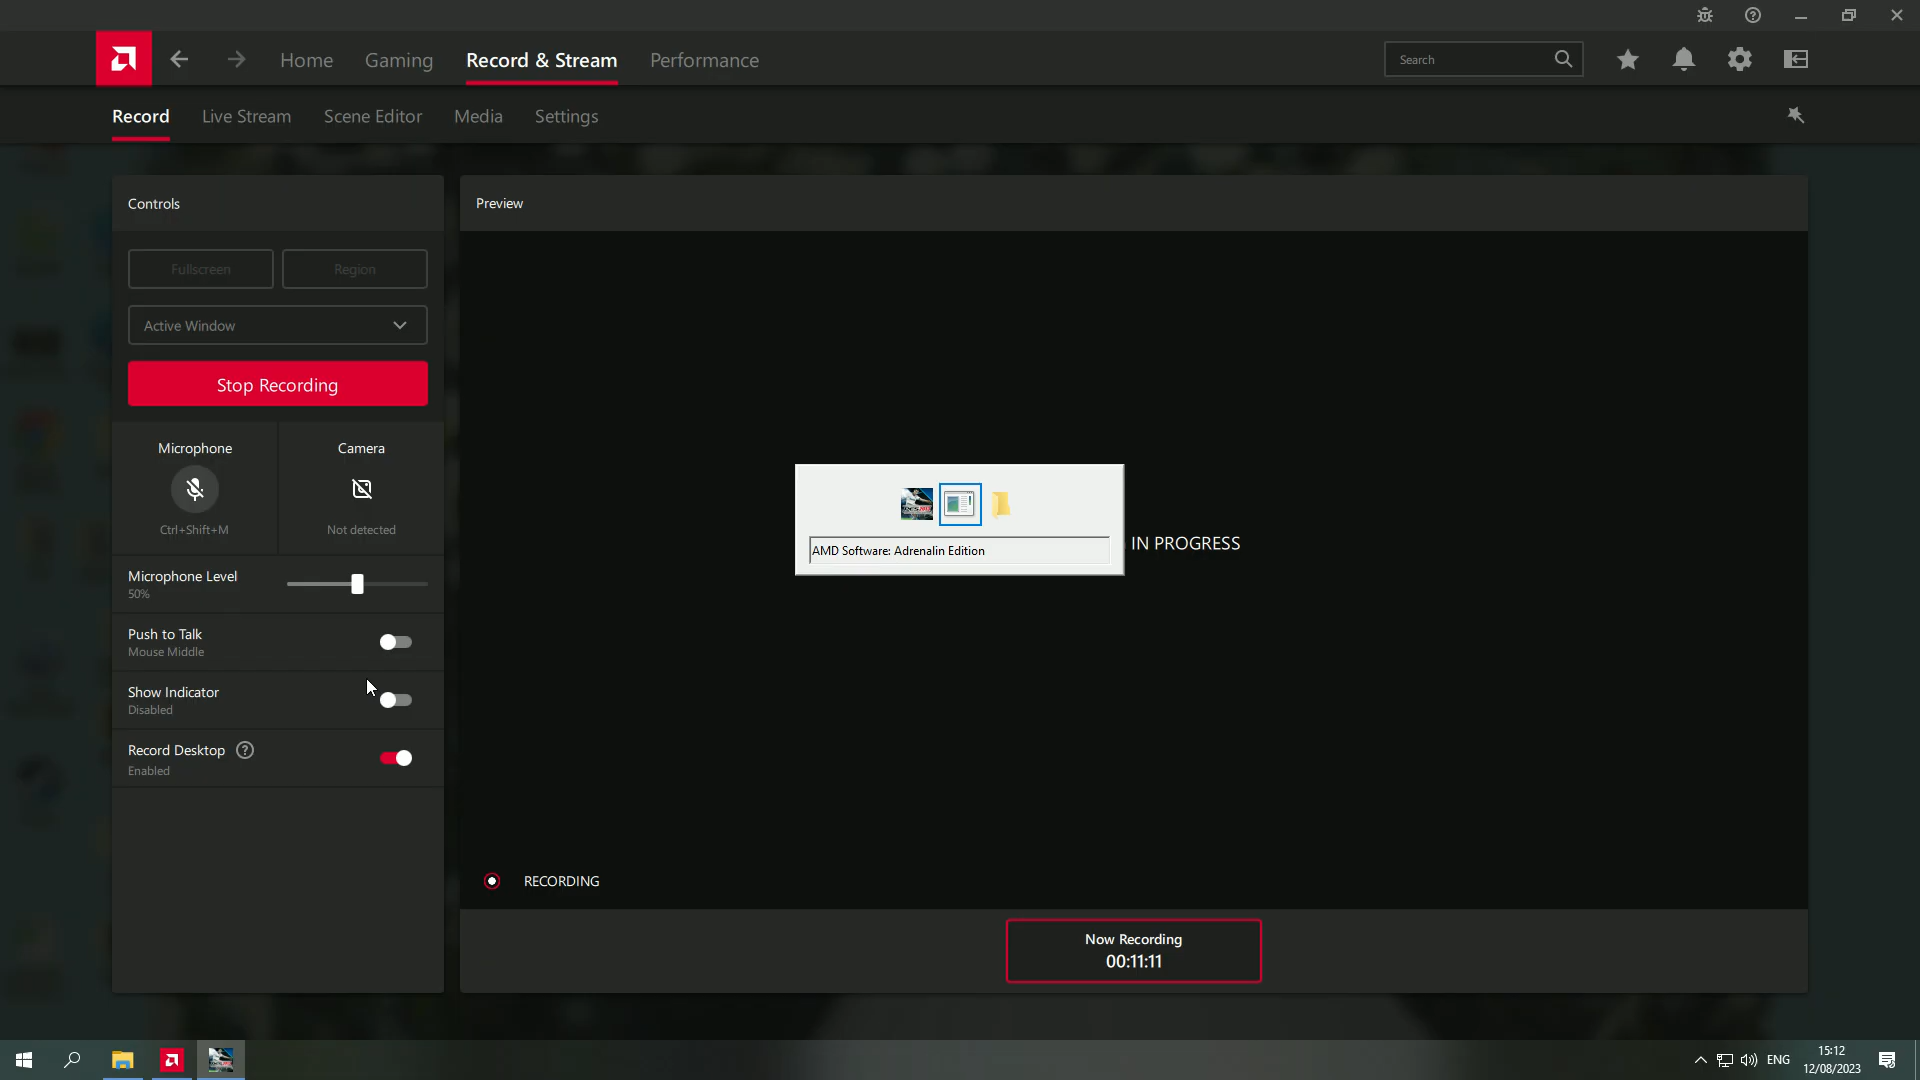 Home
Gaming
Record & Stream
Performance
Search
Record
Live Stream
Scene Editor
Media
Settings
Controls
Preview
Fullscreen
Region
Active Window
Stop Recording
Microphone
Camera
Ctrl+Shift+M
Not detected
AMD Software: Adrenalin Edition
IN PROGRESS
Microphone Level
50%
Push to Talk
Mouse Middle
Show Indicator
Disabled
Record Desktop
Enabled
RECORDING
Now Recording
00:11:11
ENG
15:12
12/08/2023